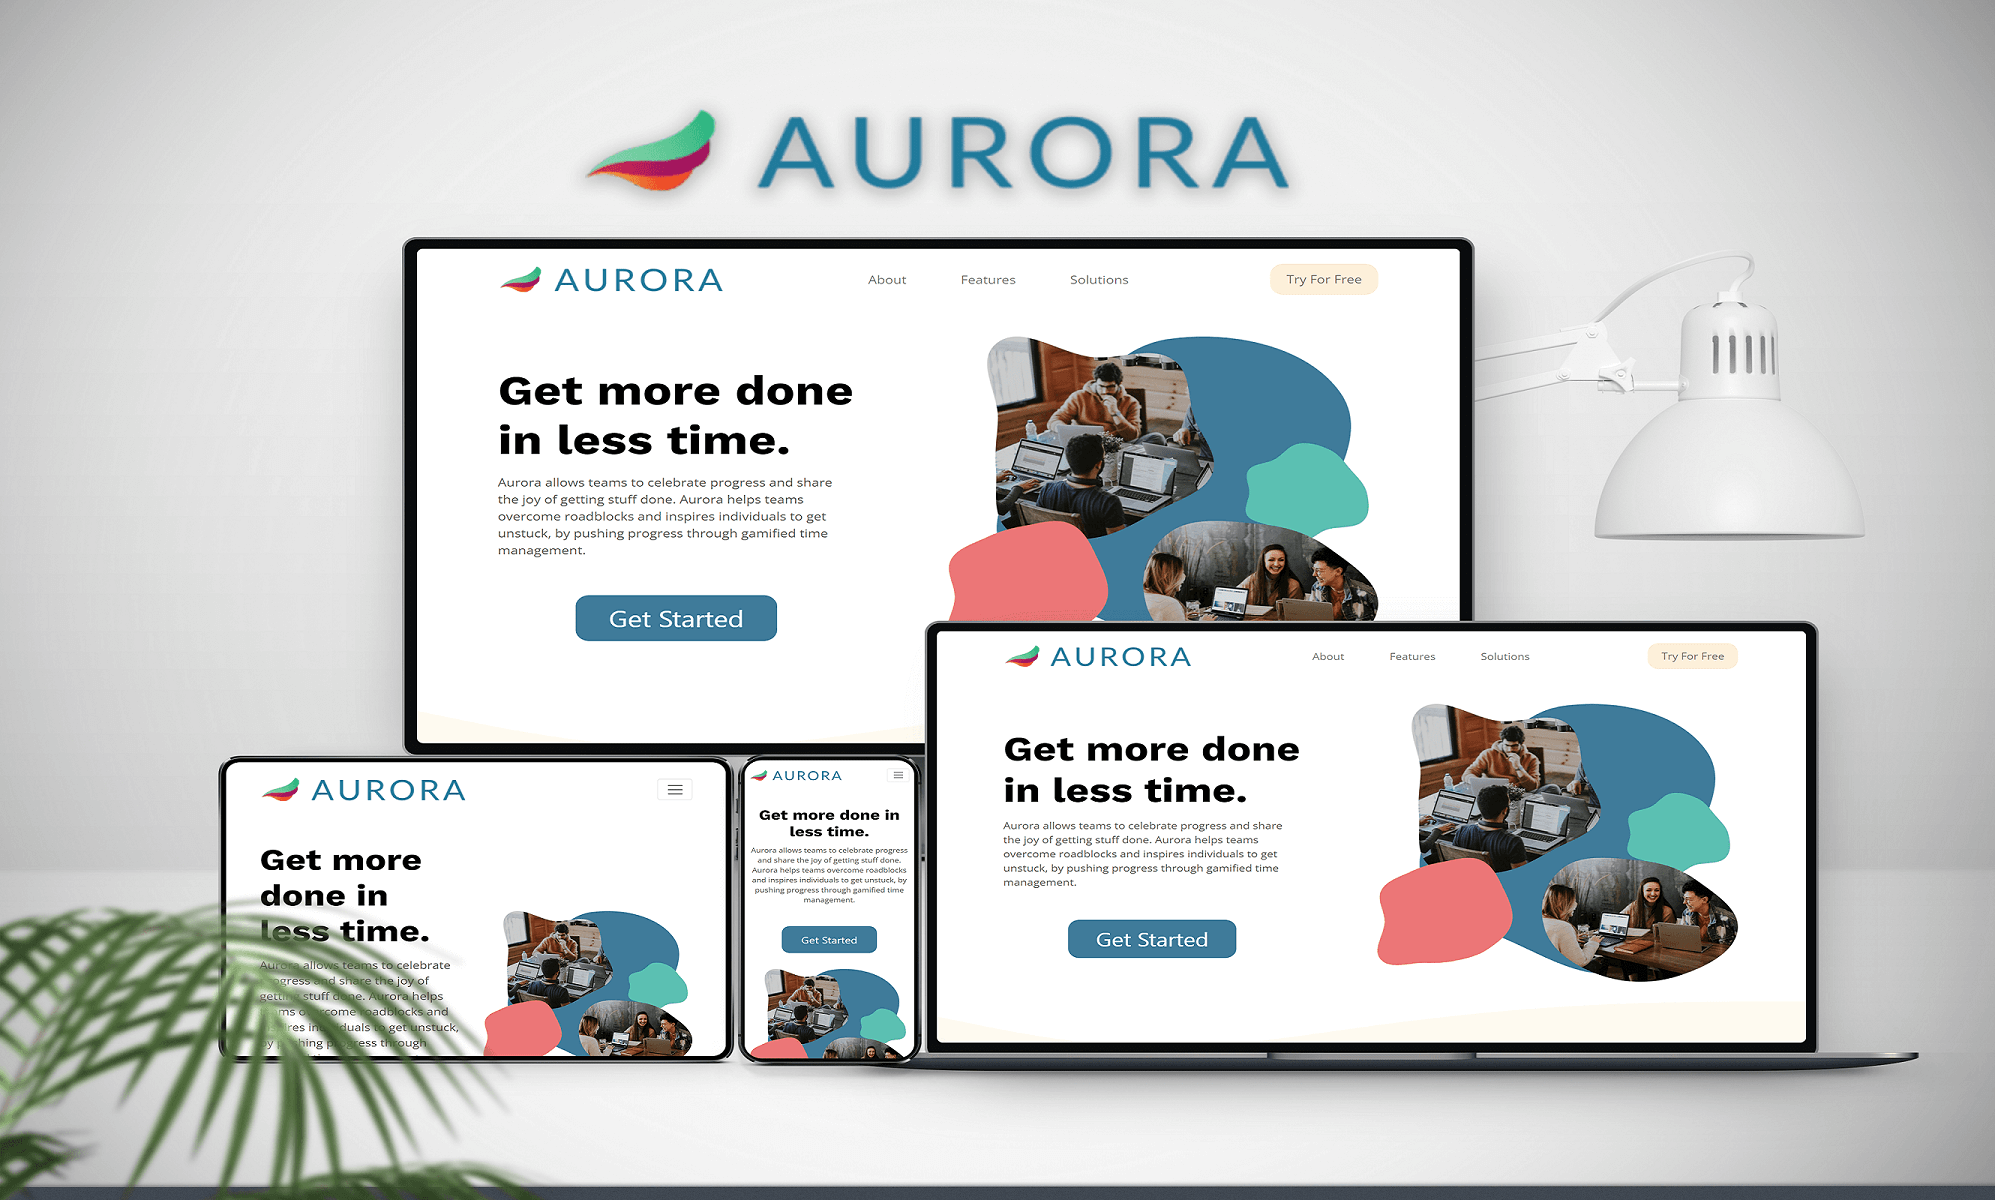 AURORA
AURORA
About
Features
Solutions
Try For Free
Get more done
in less time.
Aurora allows teams to celebrate progress and share
the joy of getting stuff done. Aurora helps teams
overcome roadblocks and inspires individuals to get
unstuck, by pushing progress through gamified time
management.
Get Started
AURORA
About
Features
Solutions
Try For Free
Get more done
in less time.
Aurora allows teams to celebrate progress and share
the joy of getting stuff done. Aurora helps teams
overcome roadblocks and inspires individuals to get
unstuck, by pushing progress through gamified time
management.
Get Started
AURORA
Get more
done in
less time.
Aurora allows teams to celebrate
progress and share the joy of
getting stuff done. Aurora helps
teams overcome roadblocks and
inspires individuals to get unstuck,
by pushing progress through
AURORA
Get more done in
less time.
Aurora allows teams to celebrate progress
and share the joy of getting stuff done.
Aurora helps teams overcome roadblocks
and inspires individuals to get unstuck, by
pushing progress through gamified time
management.
Get Started